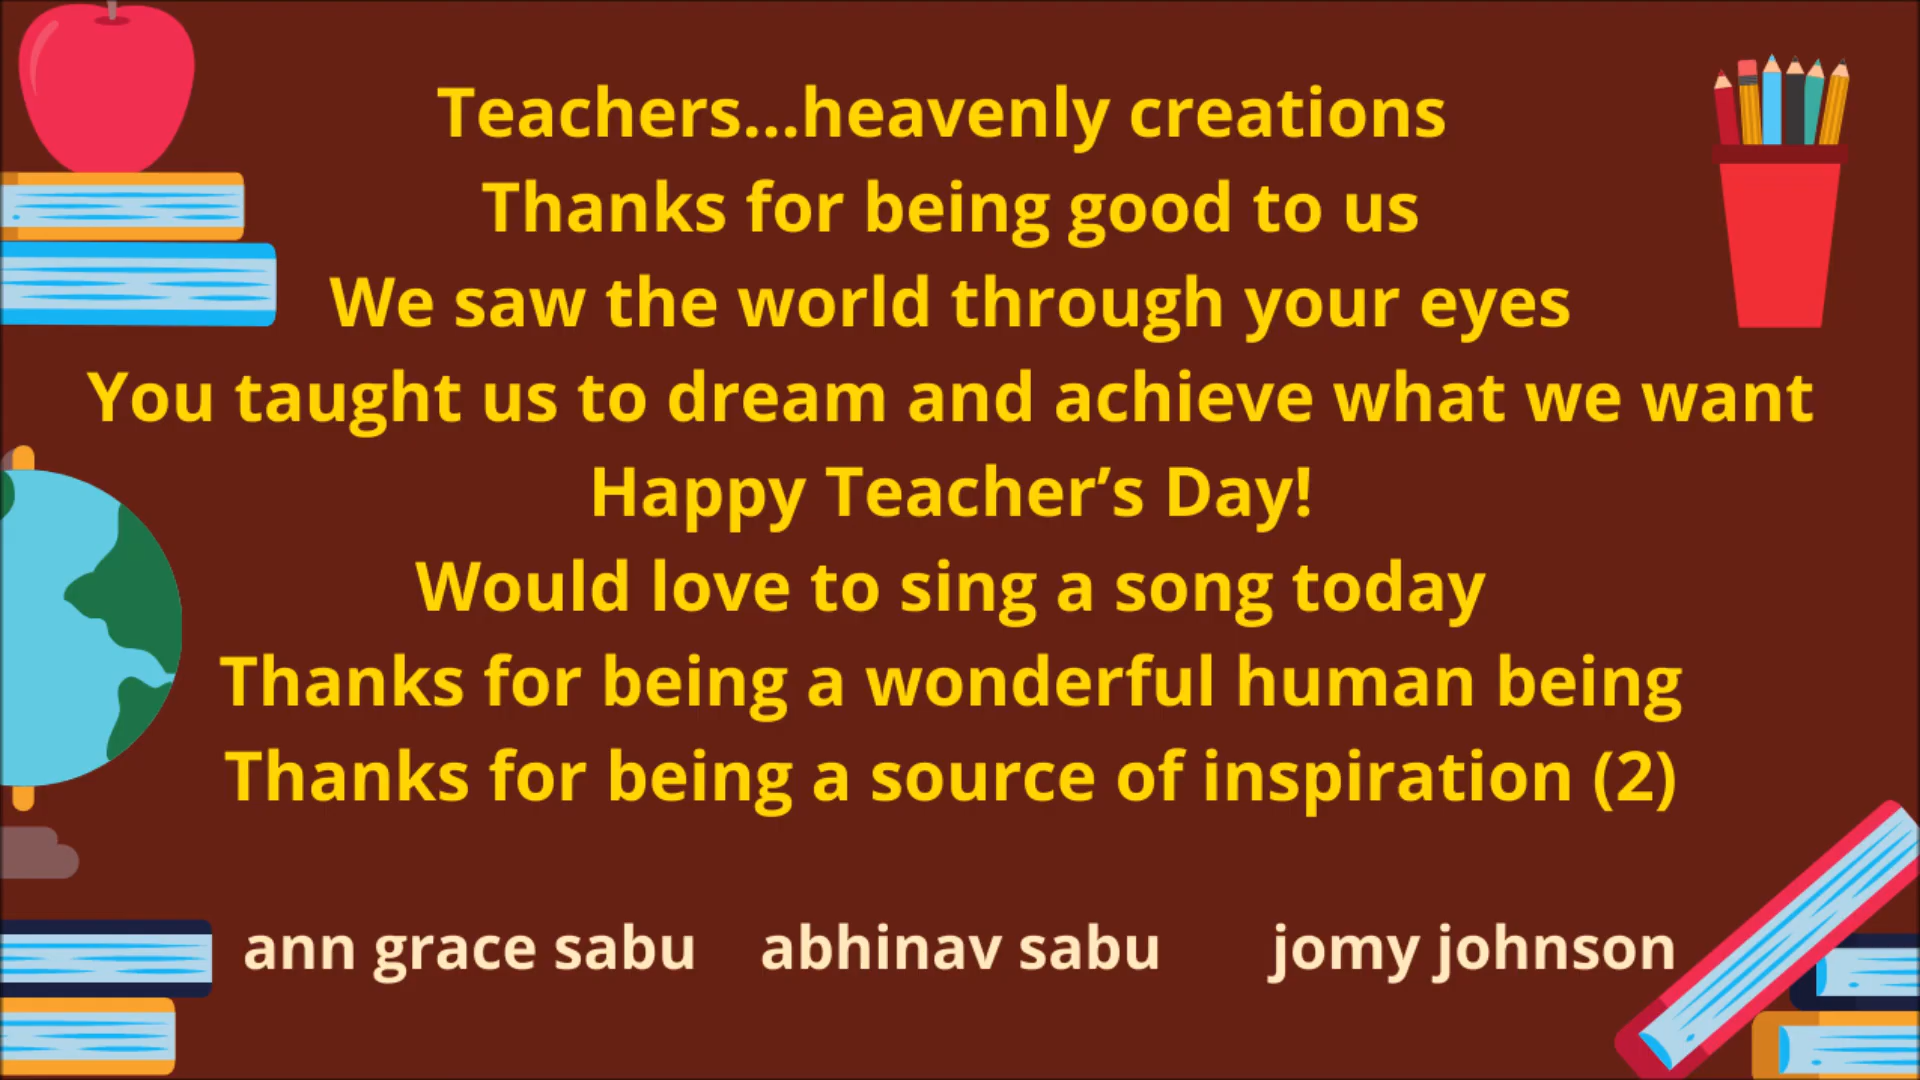 Teachers...heavenly creations
Thanks for being good to us
We saw the world through your eyes
You taught us to dream and achieve what we want
Happy Teacher’s Day!
Would love to sing a song today
Thanks for being a wonderful human being
Thanks for being a source of inspiration (2)
ann grace sabu abhinav sabu jomy johnson